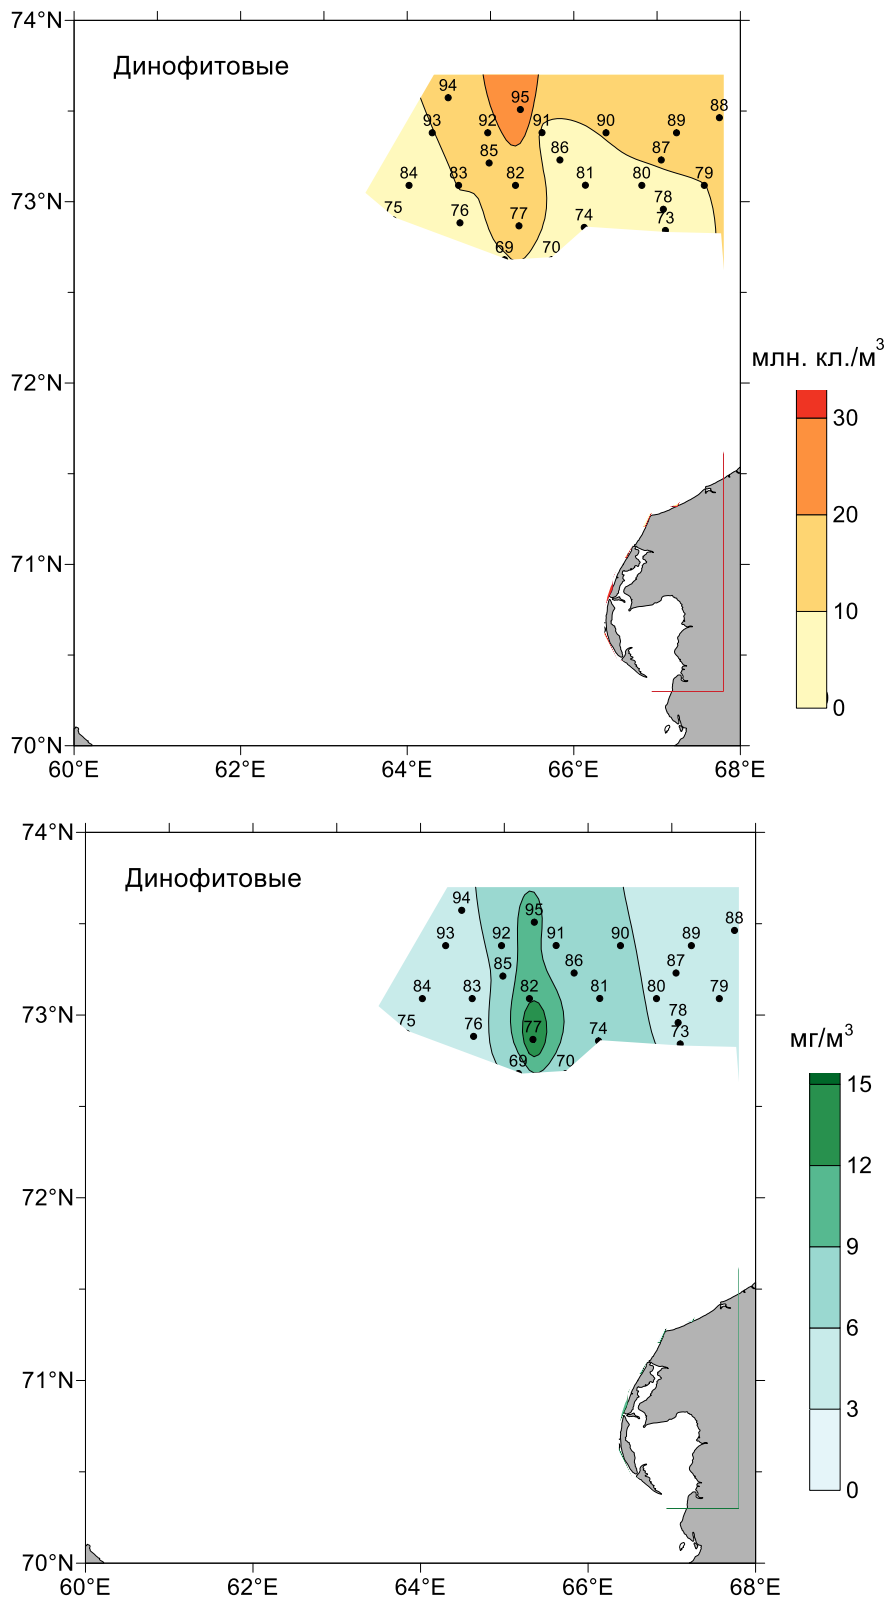 74°N
Динофитовые
94
95
88
93
92
91
90
89
85
86
87
84
83
82
81
80
79
73°N
78
75
76
77
74
73
69
70
млн. кл./м³
72°N
30
20
71°N
10
0
70°N
60°E
62°E
64°E
66°E
68°E
74°N
Динофитовые
94
95
88
93
92
91
90
89
85
86
87
84
83
82
81
80
79
78
73°N
75
76
77
74
73
69
70
мг/м³
15
12
72°N
9
6
71°N
3
0
70°N
60°E
62°E
64°E
66°E
68°E